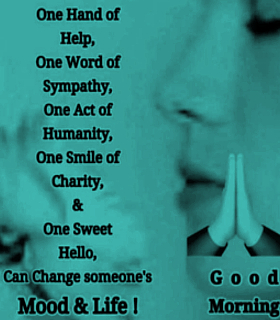 One Hand of
Help,
One Word of
Sympathy,
One Act of
Humanity,
One Smile of
Charity,
&
One Sweet
Hello,
Can Change someone's
Mood & Life !
Good
Morning